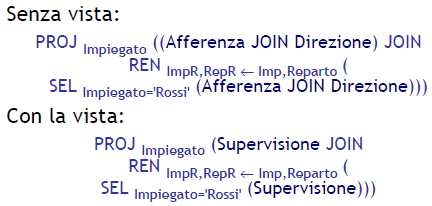 Senza vista:
PROJ Impiegato ((Afferenza JOIN Direzione) JOIN
REN ImpR,RepR ← Imp,Reparto (
SEL Impiegato='Rossi' (Afferenza JOIN Direzione)))
Con la vista:
PROJ Impiegato (Supervisione JOIN
REN ImpR,RepR ← Imp,Reparto (
SEL Impiegato='Rossi' (Supervisione)))